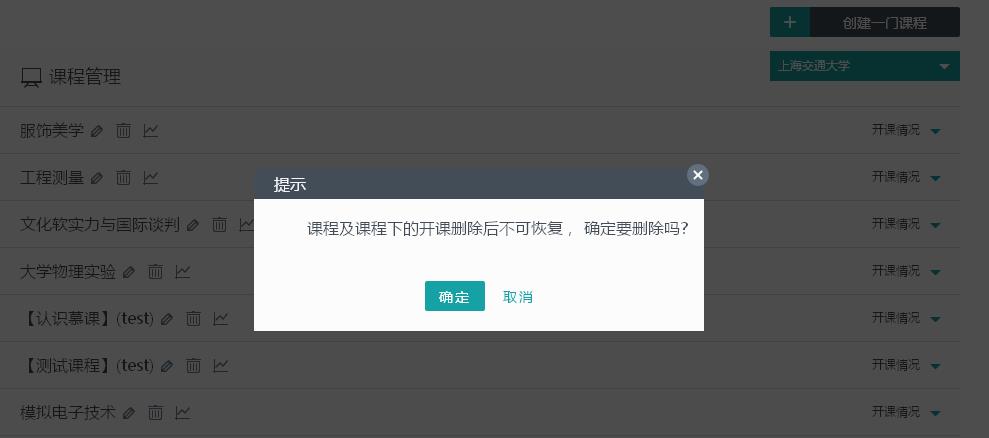 + 创建一门课程
上海交通大学
课程管理
服饰美学 开课情况
工程测量 开课情况
文化软实力与国际谈判 开课情况
大学物理实验 开课情况
【认识慕课】(test) 开课情况
【测试课程】(test) 开课情况
模拟电子技术 开课情况
提示
课程及课程下的开课删除后不可恢复，确定要删除吗?
确定 取消